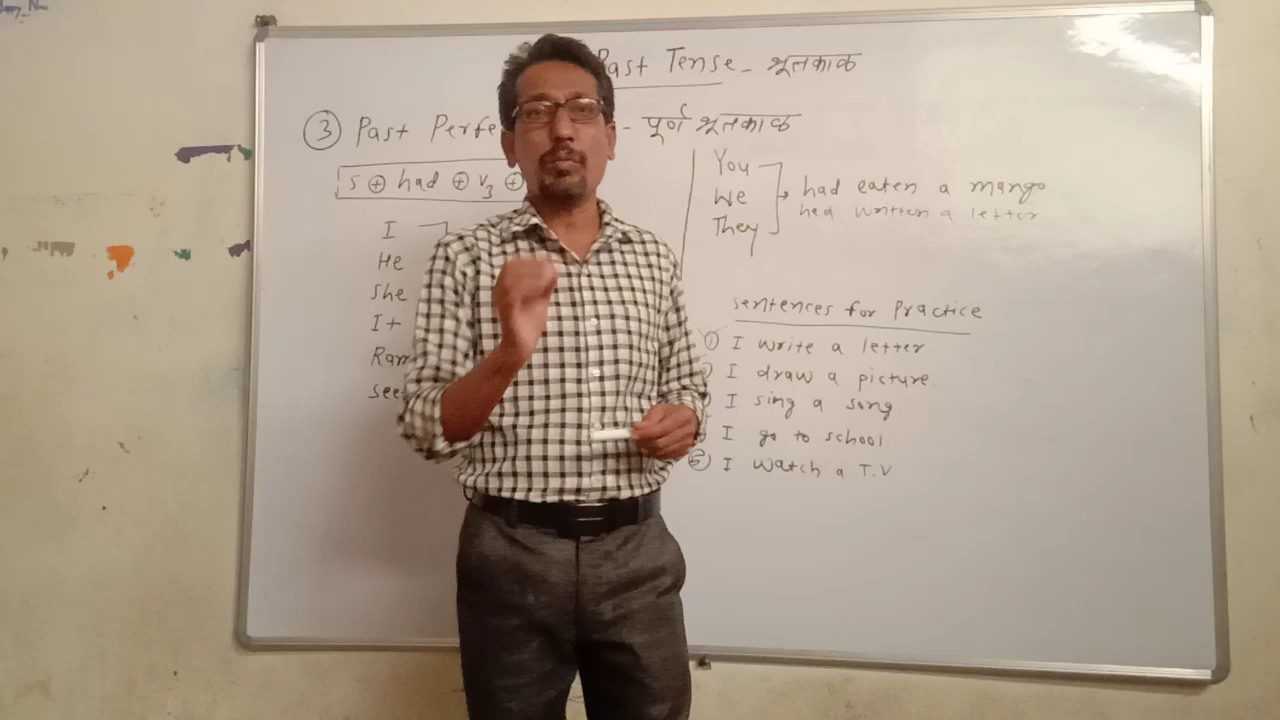 Past Tense - भूतकाळ
③ Past Perfe - पूर्ण भूतकाळ
S ⊕ had ⊕ V3 ⊕
I
He
She
It
Ram
see
You
We
They
had eaten a mango
had written a letter.
Sentences for Practice
① I write a letter.
I draw a picture.
I sing a song.
I go to school.
⑤ I watch a T.V